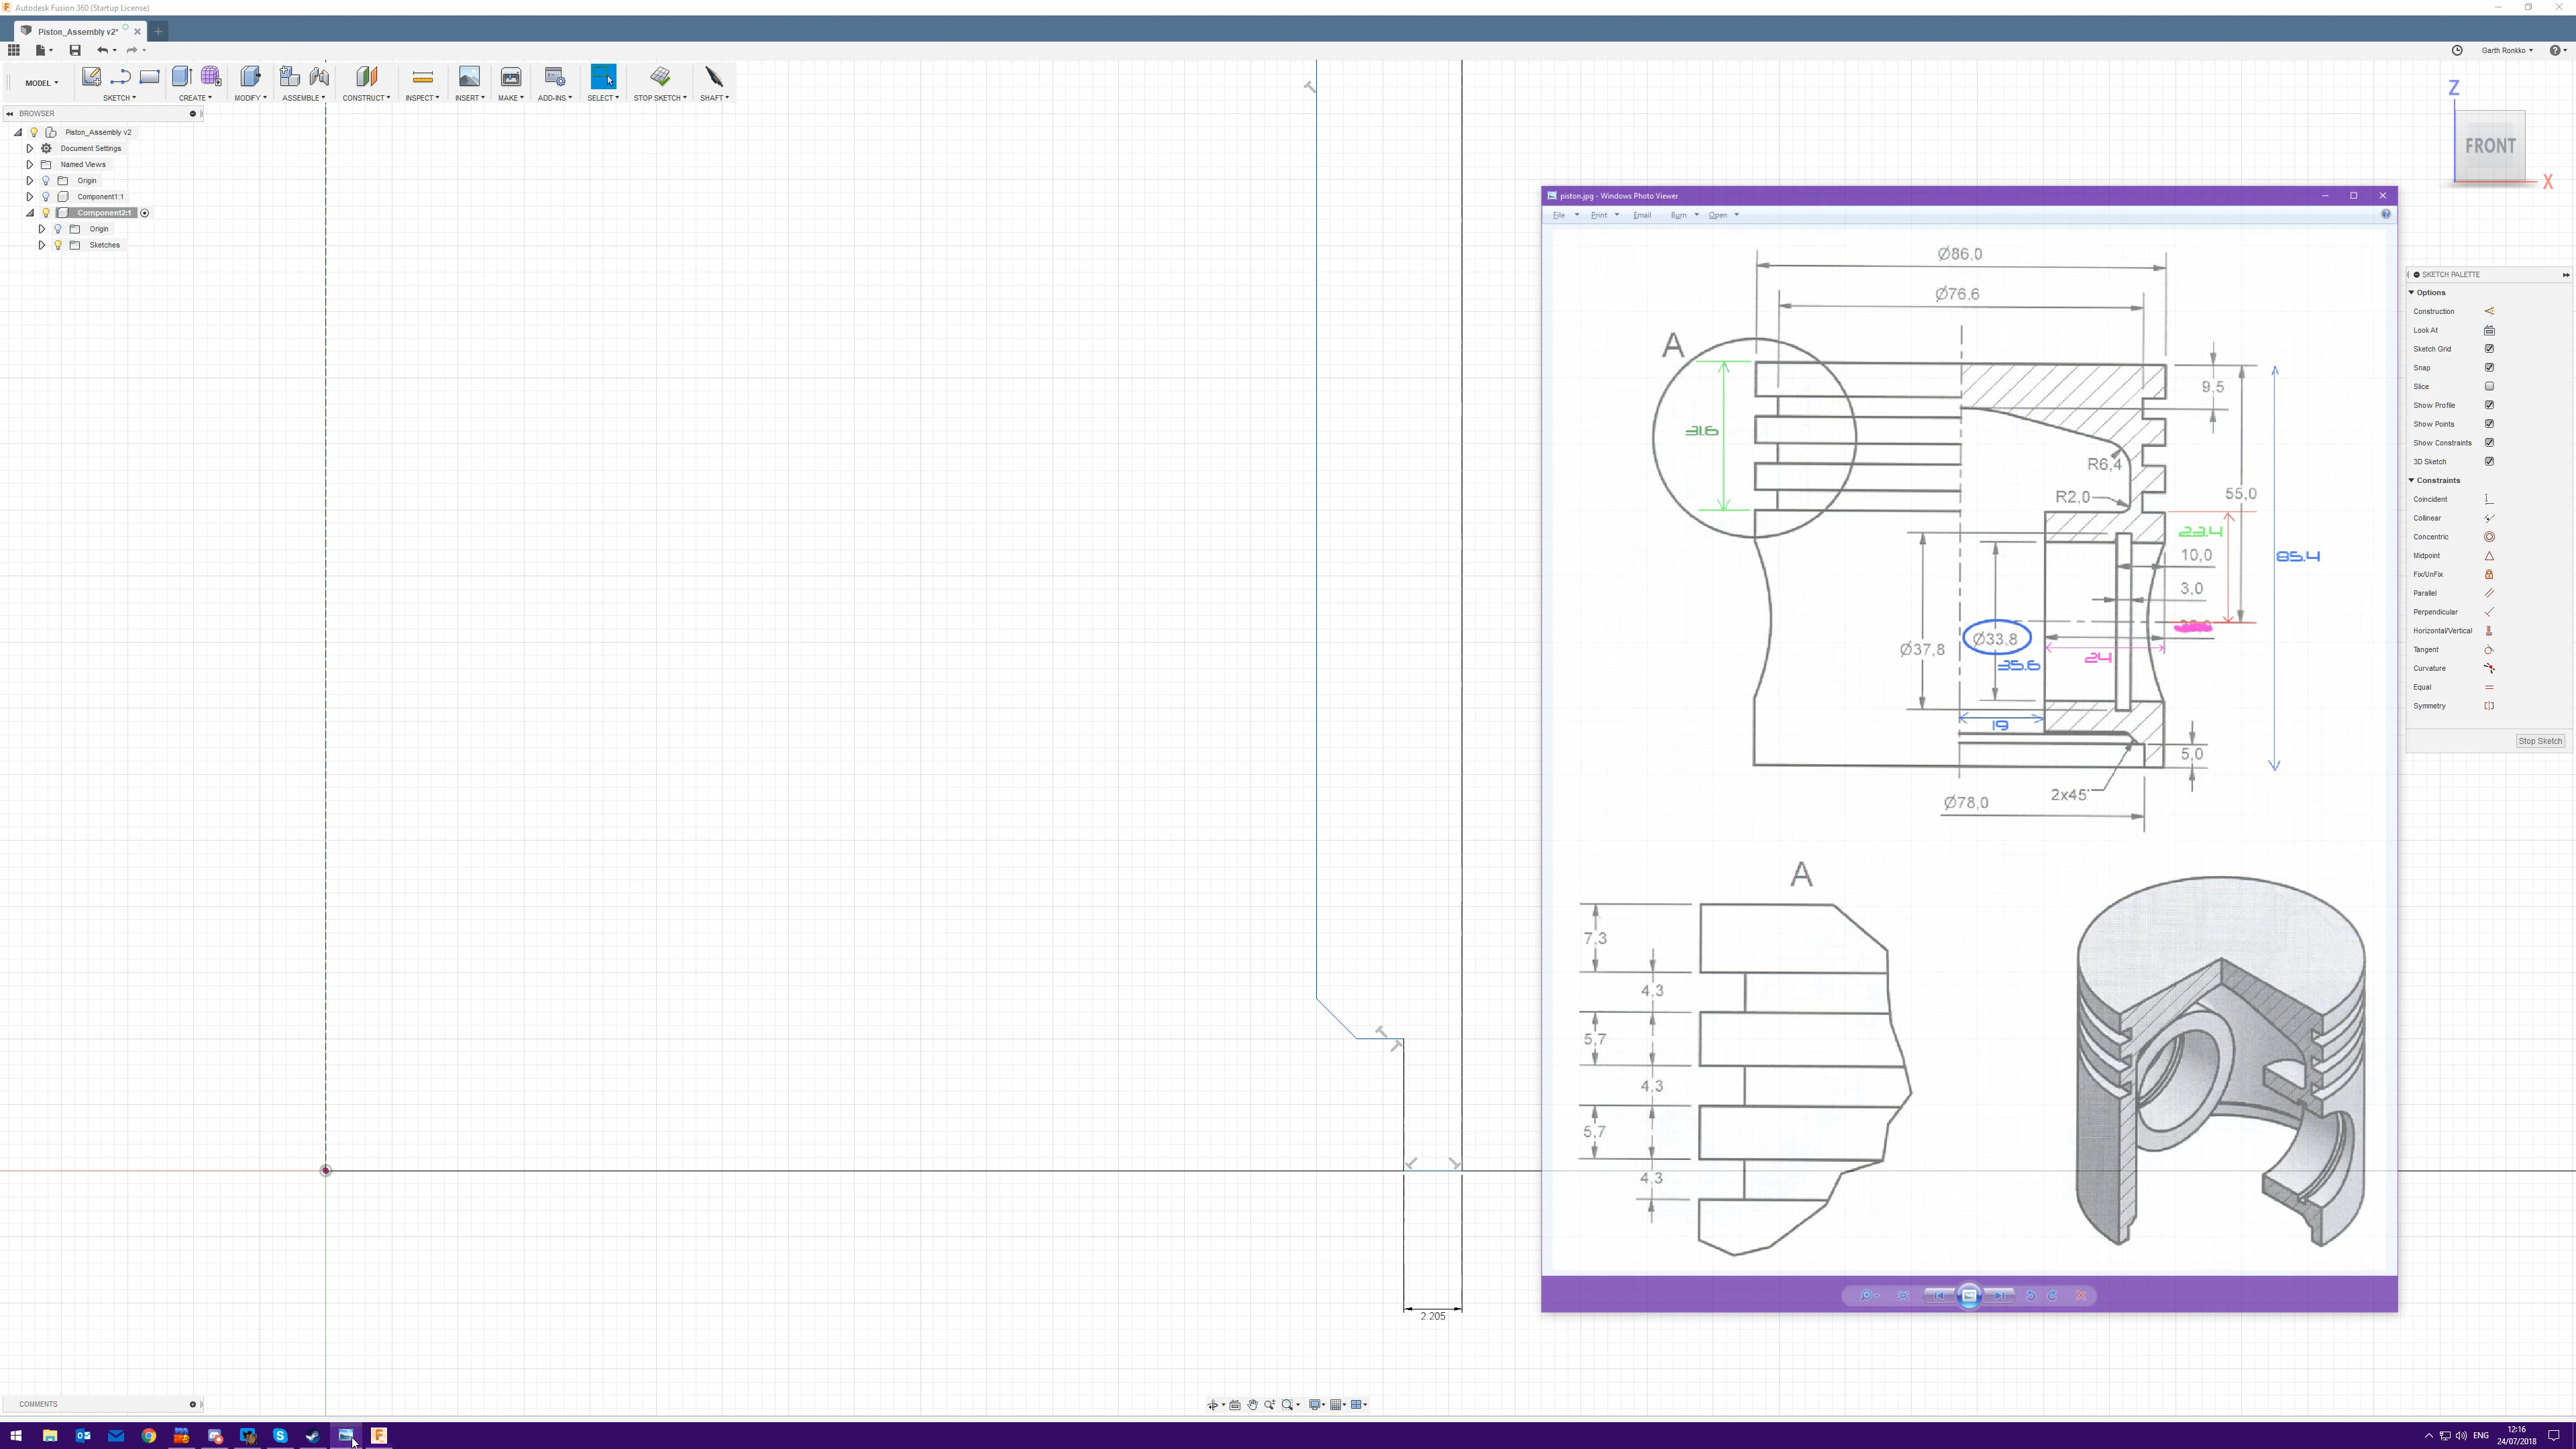 Autodesk Fusion 360 (Startup License)
Piston_Assembly v2*
Garth Ronkko
MODEL
SKETCH
CREATE
MODIFY
ASSEMBLE
CONSTRUCT
INSPECT
INSERT
MAKE
ADD-INS
SELECT
STOP SKETCH
SHAFT
BROWSER
Piston_Assembly v2
Document Settings
Named Views
Origin
Component1:1
Component2:1
Origin
Sketches
Z
FRONT
X
piston.jpg - Windows Photo Viewer
File
Print
Email
Burn
Open
Ø86,0
Ø76,6
A
9,5
31.6
R6,4
R2,0
55,0
23.4
10,0
85.4
3,0
Ø33,8
Ø37,8
24
35.6
19
5,0
2x45°
Ø78,0
A
7,3
4,3
5,7
4,3
5,7
4,3
SKETCH PALETTE
Options
Construction
Look At
Sketch Grid
Snap
Slice
Show Profile
Show Points
Show Constraints
3D Sketch
Constraints
Coincident
Collinear
Concentric
Midpoint
Fix/UnFix
Parallel
Perpendicular
Horizontal/Vertical
Tangent
Curvature
Equal
Symmetry
Stop Sketch
2.205
COMMENTS
ENG
12:16
24/07/2018